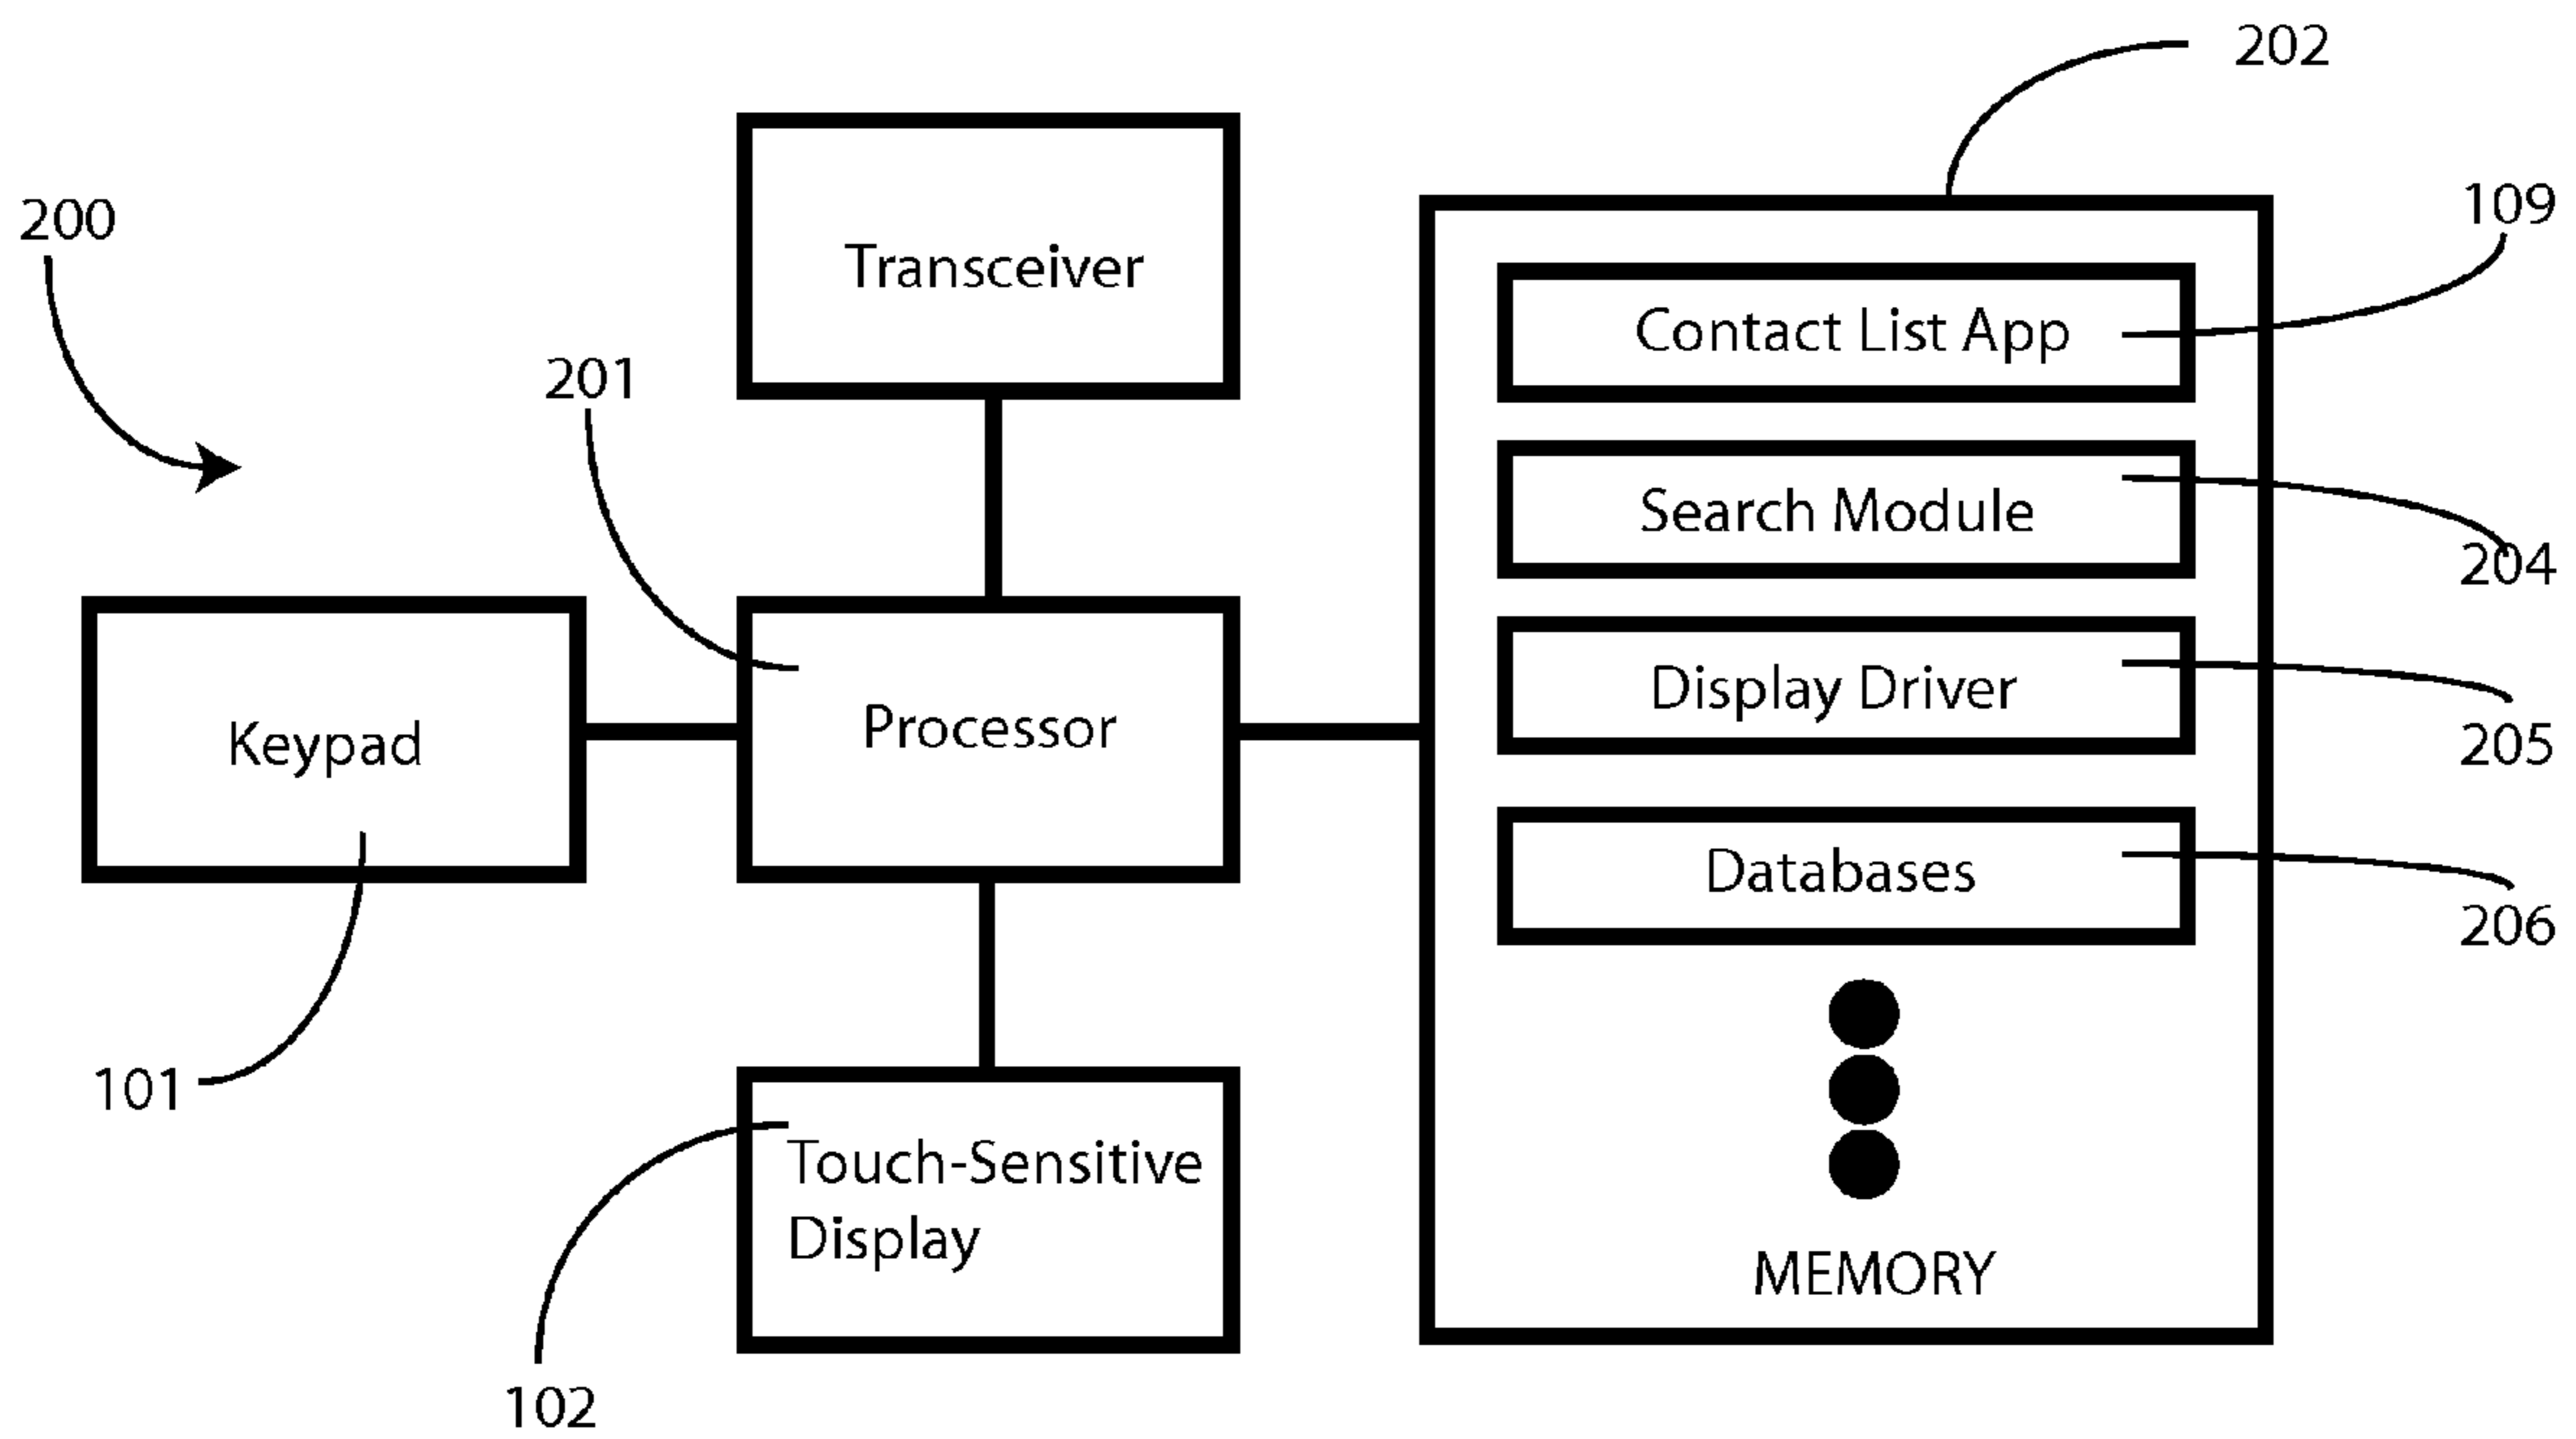 202
109
200
Transceiver
Contact List App
201
Search Module
204
Display Driver
Processor
Keypad
205
Databases
206
101
Touch-Sensitive
Display
MEMORY
102